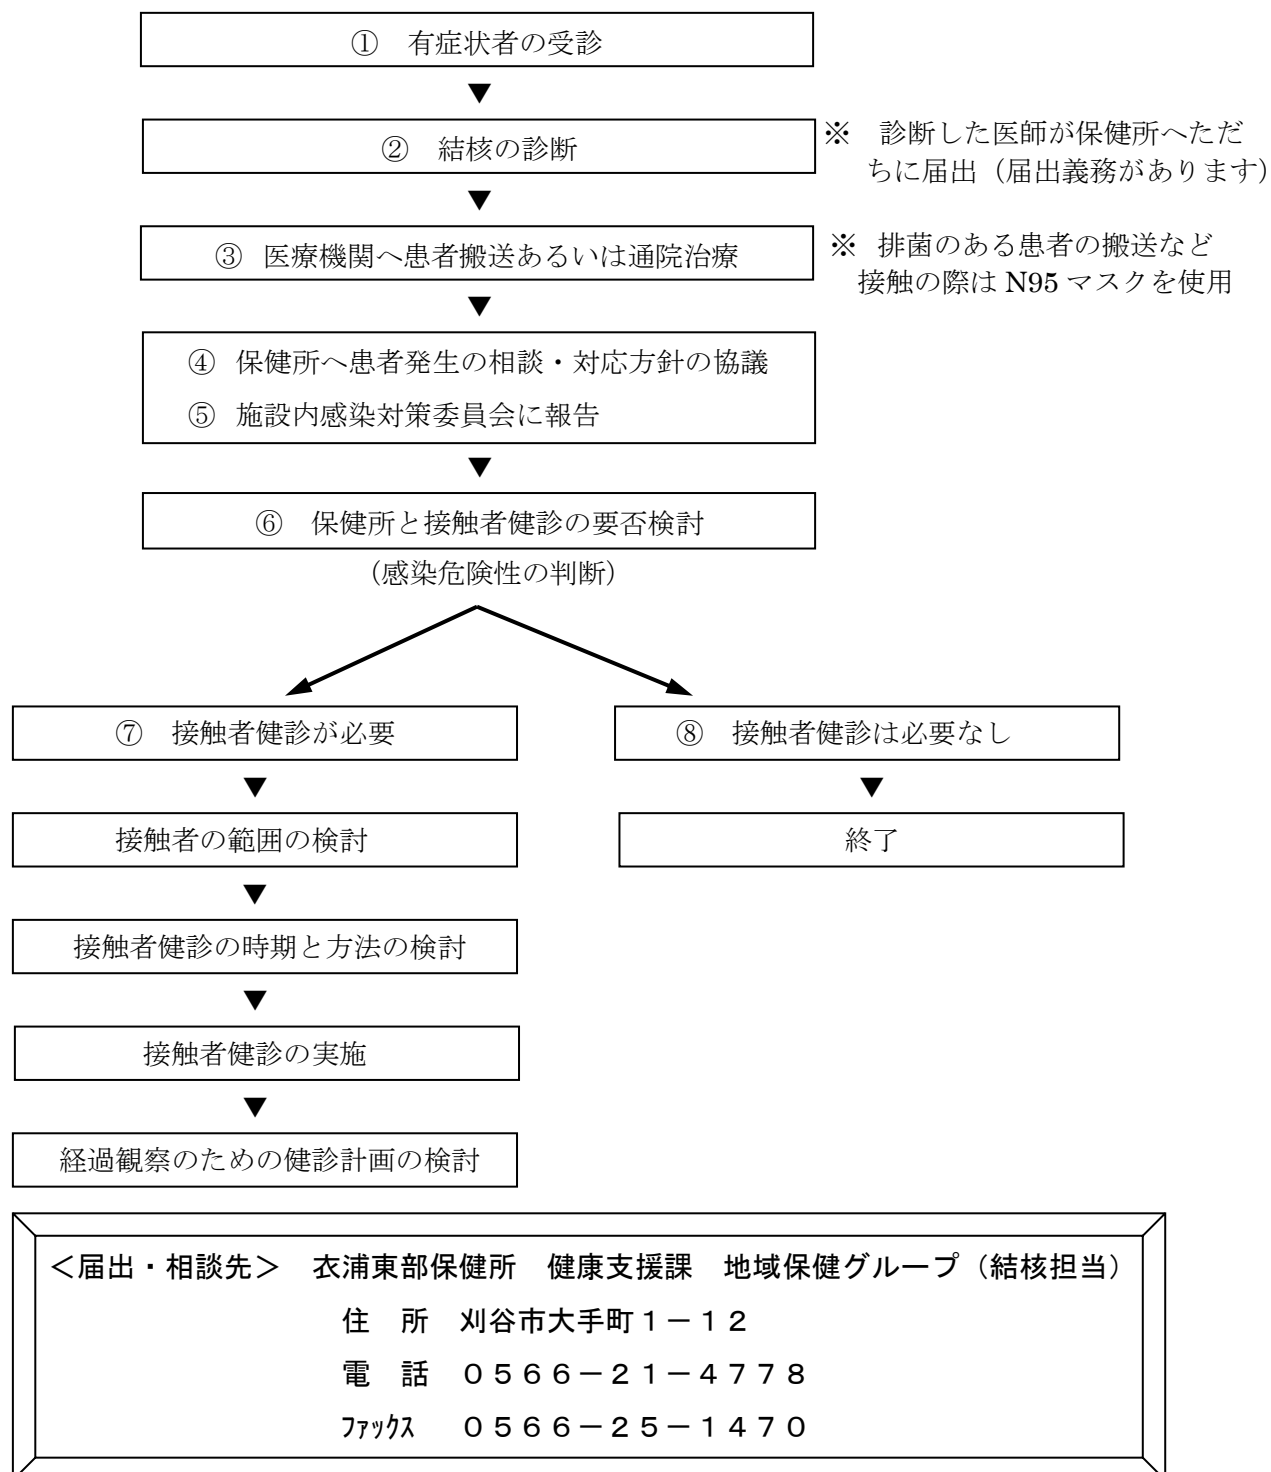 ① 有症状者の受診
▼
② 結核の診断
※ 診断した医師が保健所へただ
ちに届出（届出義務があります）
▼
③ 医療機関へ患者搬送あるいは通院治療
※ 排菌のある患者の搬送など
接触の際は N95 マスクを使用
▼
④ 保健所へ患者発生の相談・対応方針の協議
⑤ 施設内感染対策委員会に報告
▼
⑥ 保健所と接触者健診の要否検討
（感染危険性の判断）
⑦ 接触者健診が必要
▼
接触者の範囲の検討
▼
接触者健診の時期と方法の検討
▼
接触者健診の実施
▼
経過観察のための健診計画の検討
⑧ 接触者健診は必要なし
▼
終了
＜届出・相談先＞ 衣浦東部保健所 健康支援課 地域保健グループ（結核担当）
住 所 刈谷市大手町１－１２
電 話 ０５６６－２１－４７７８
ﾌｧｯｸｽ ０５６６－２５－１４７０